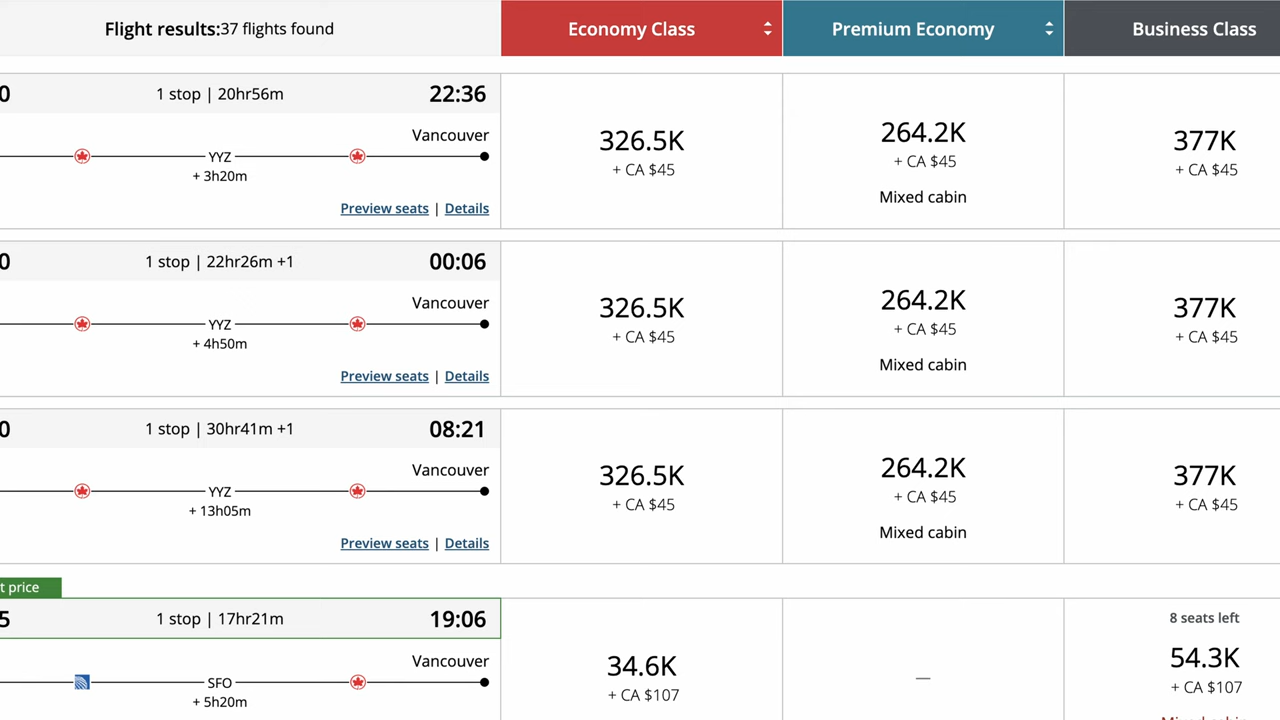 Flight results:37 flights found
Economy Class
Premium Economy
Business Class
0
1 stop | 20hr56m
22:36
Vancouver
YYZ
+ 3h20m
Preview seats | Details
326.5K
+ CA $45
264.2K
+ CA $45
Mixed cabin
377K
+ CA $45
0
1 stop | 22hr26m +1
00:06
Vancouver
YYZ
+ 4h50m
Preview seats | Details
326.5K
+ CA $45
264.2K
+ CA $45
Mixed cabin
377K
+ CA $45
0
1 stop | 30hr41m +1
08:21
Vancouver
YYZ
+ 13h05m
Preview seats | Details
326.5K
+ CA $45
264.2K
+ CA $45
Mixed cabin
377K
+ CA $45
t price
5
1 stop | 17hr21m
19:06
Vancouver
SFO
+ 5h20m
34.6K
+ CA $107
—
8 seats left
54.3K
+ CA $107